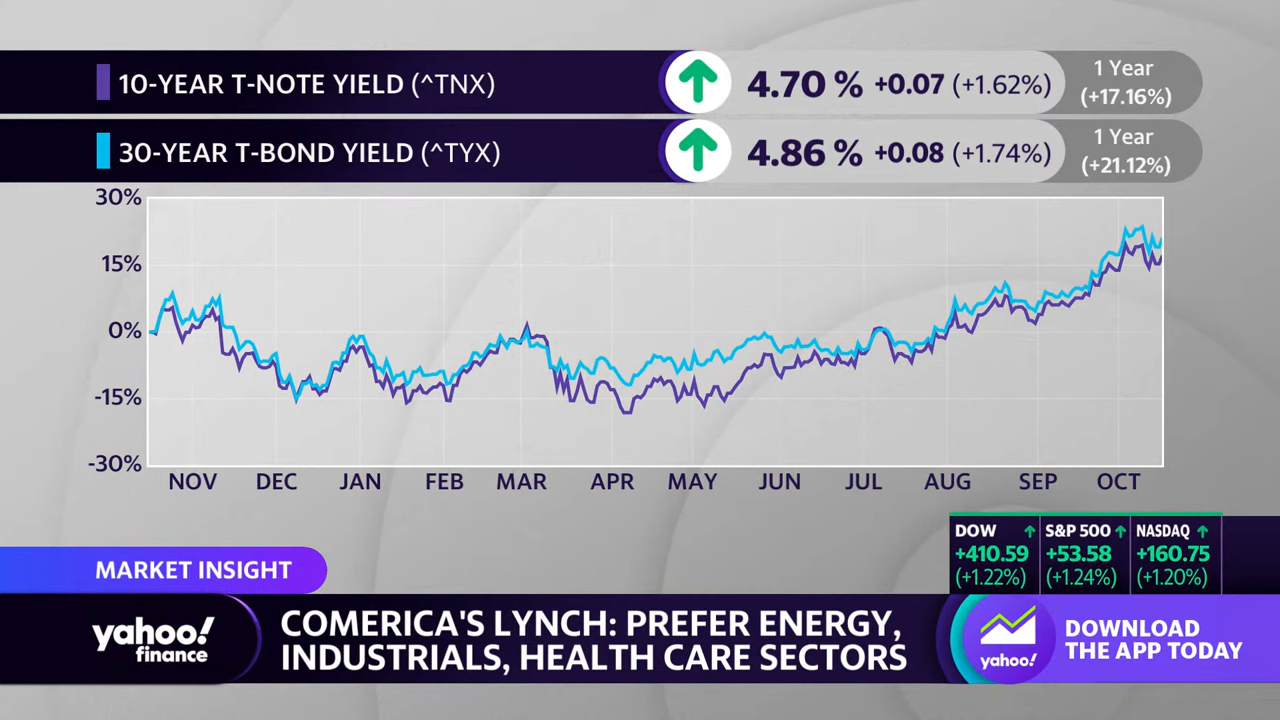 10-YEAR T-NOTE YIELD (^TNX) 4.70 % +0.07 (+1.62%) 1 Year
(+17.16%)
30-YEAR T-BOND YIELD (^TYX) 4.86 % +0.08 (+1.74%) 1 Year
(+21.12%)
30%
15%
0%
-15%
-30%
NOV DEC JAN FEB MAR APR MAY JUN JUL AUG SEP OCT
DOW S&P 500 NASDAQ
+410.59 +53.58 +160.75
(+1.22%) (+1.24%) (+1.20%)
MARKET INSIGHT
yahoo!
finance
COMERICA'S LYNCH: PREFER ENERGY,
INDUSTRIALS, HEALTH CARE SECTORS
yahoo!
DOWNLOAD
THE APP TODAY